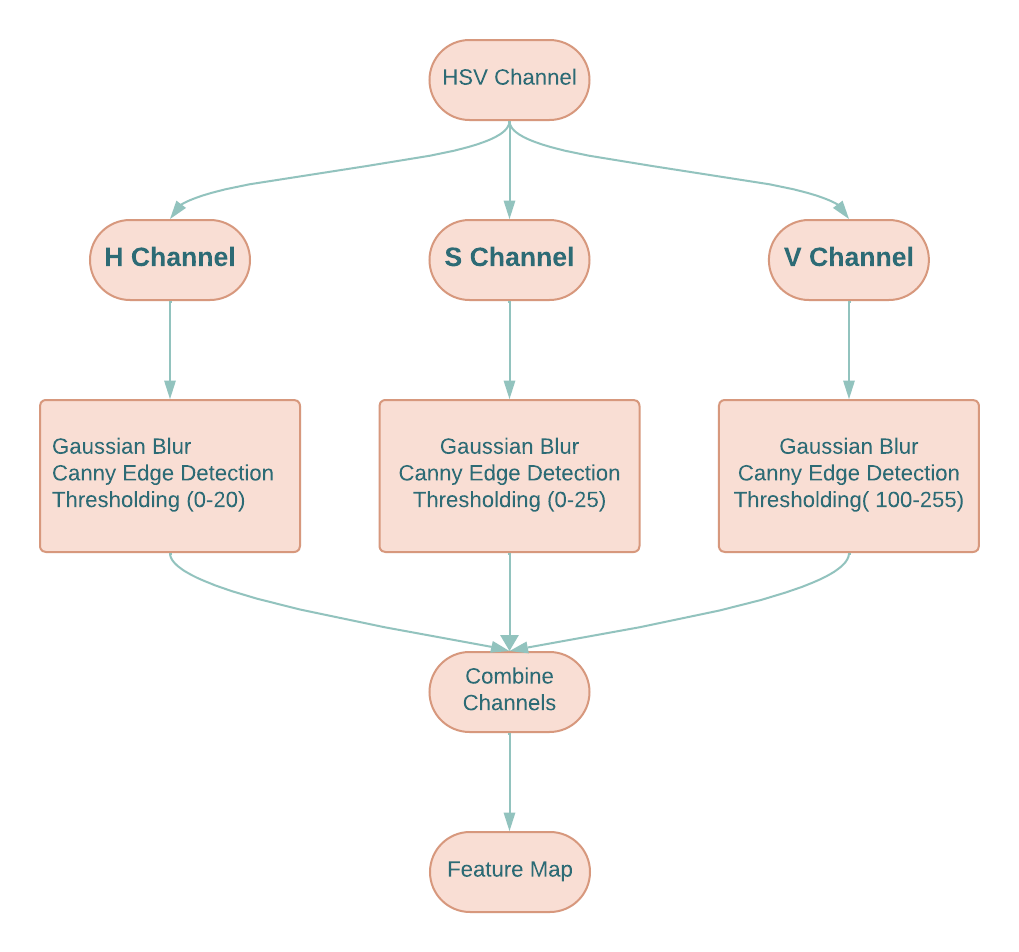 HSV Channel
H Channel
S Channel
V Channel
Gaussian Blur
Canny Edge Detection
Thresholding (0-20)
Gaussian Blur
Canny Edge Detection
Thresholding (0-25)
Gaussian Blur
Canny Edge Detection
Thresholding( 100-255)
Combine
Channels
Feature Map